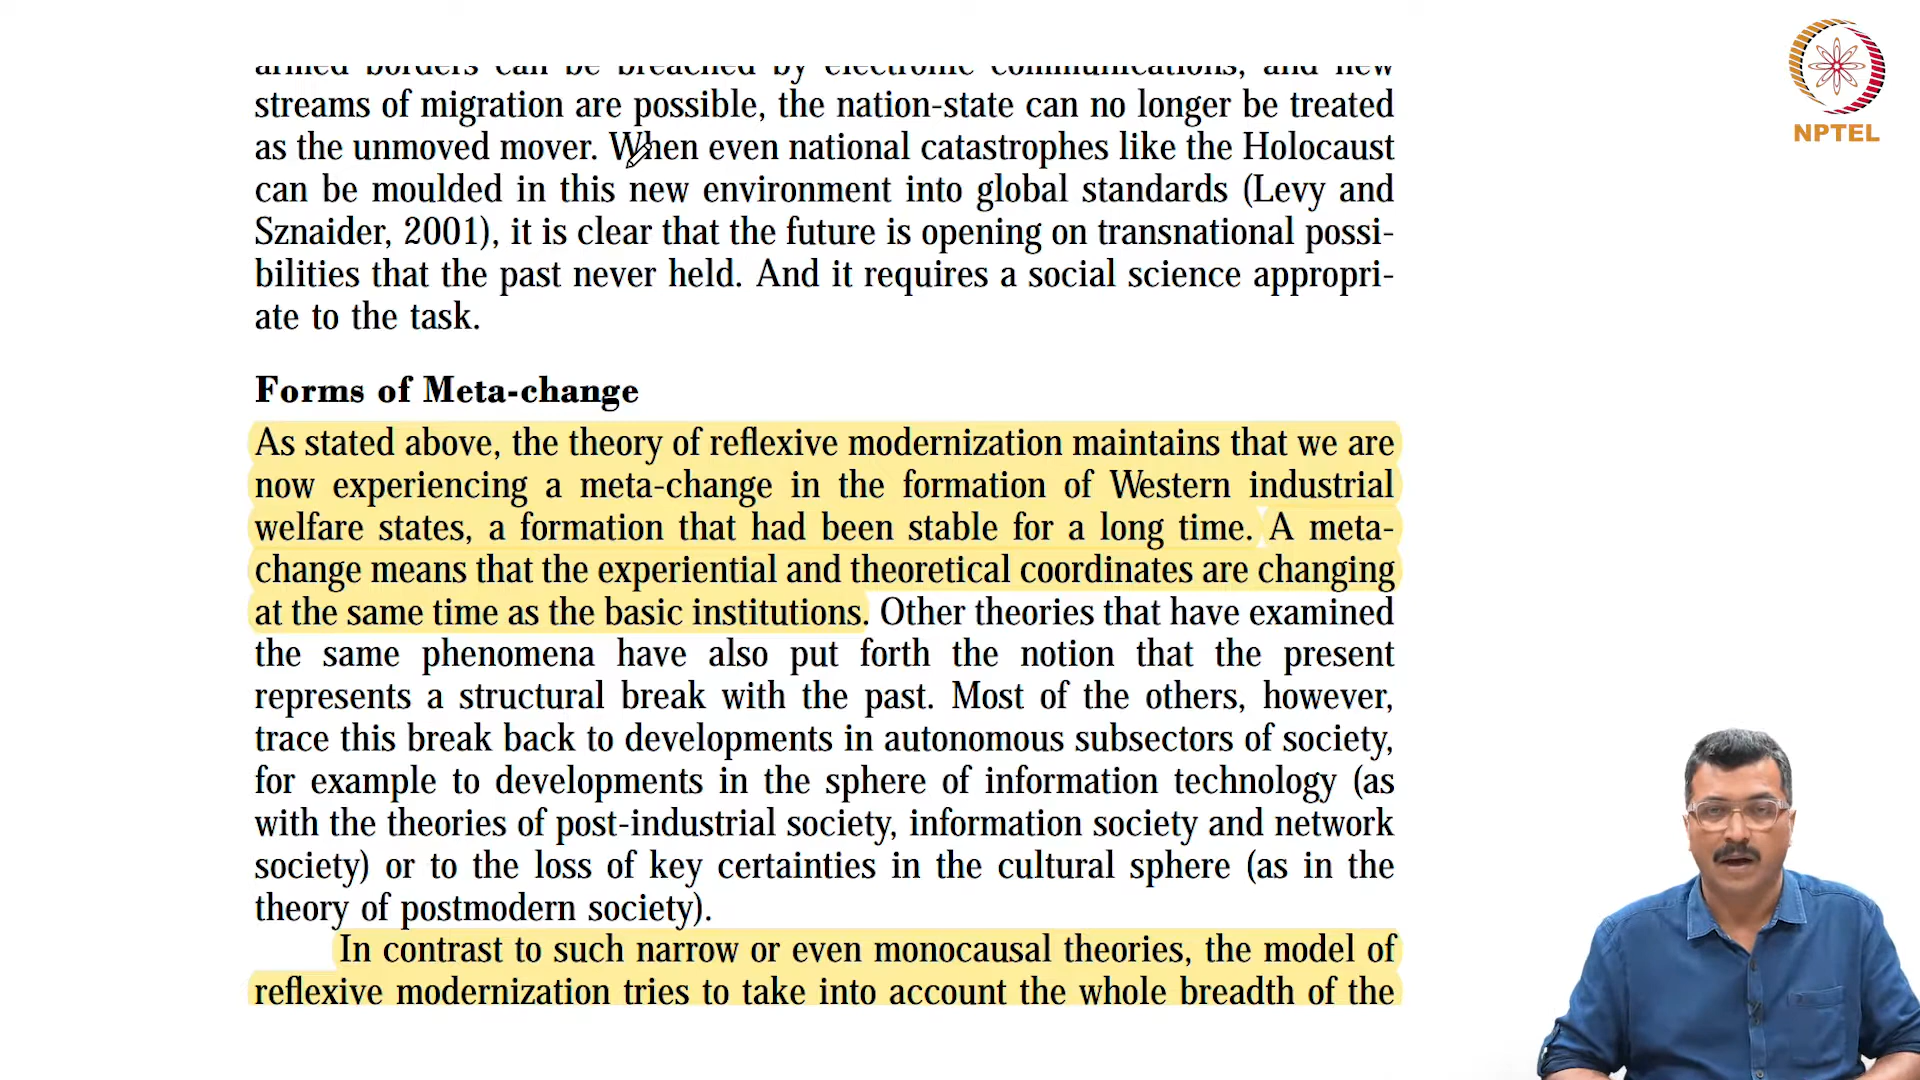 armed borders can be breached by electronic communications, and new
streams of migration are possible, the nation-state can no longer be treated
as the unmoved mover. When even national catastrophes like the Holocaust
can be moulded in this new environment into global standards (Levy and
Sznaider, 2001), it is clear that the future is opening on transnational possi-
bilities that the past never held. And it requires a social science appropri-
ate to the task.
Forms of Meta-change
As stated above, the theory of reflexive modernization maintains that we are
now experiencing a meta-change in the formation of Western industrial
welfare states, a formation that had been stable for a long time. A meta-
change means that the experiential and theoretical coordinates are changing
at the same time as the basic institutions. Other theories that have examined
the same phenomena have also put forth the notion that the present
represents a structural break with the past. Most of the others, however,
trace this break back to developments in autonomous subsectors of society,
for example to developments in the sphere of information technology (as
with the theories of post-industrial society, information society and network
society) or to the loss of key certainties in the cultural sphere (as in the
theory of postmodern society).
In contrast to such narrow or even monocausal theories, the model of
reflexive modernization tries to take into account the whole breadth of the
NPTEL